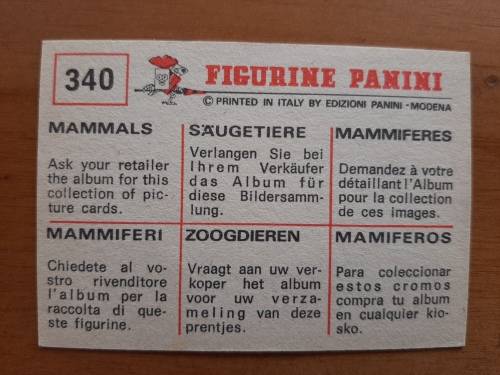 340
FIGURINE PANINI
© PRINTED IN ITALY BY EDIZIONI PANINI - MODENA
MAMMALS
Ask your retailer
the album for this
collection of pic-
ture cards.
SÄUGETIERE
Verlangen Sie bei
Ihrem Verkäufer
das Album für
diese Bildersamm-
lung.
MAMMIFERES
Demandez à votre
détaillant l'Album
pour la collection
de ces images.
MAMMIFERI
Chiedete al vo-
stro rivenditore
l'album per la
raccolta di que-
ste figurine.
ZOOGDIEREN
Vraagt aan uw ver-
koper het album
voor uw verza-
meling van deze
prentjes.
MAMIFEROS
Para coleccionar
estos cromos
compra tu album
en cualquier kio-
sko.